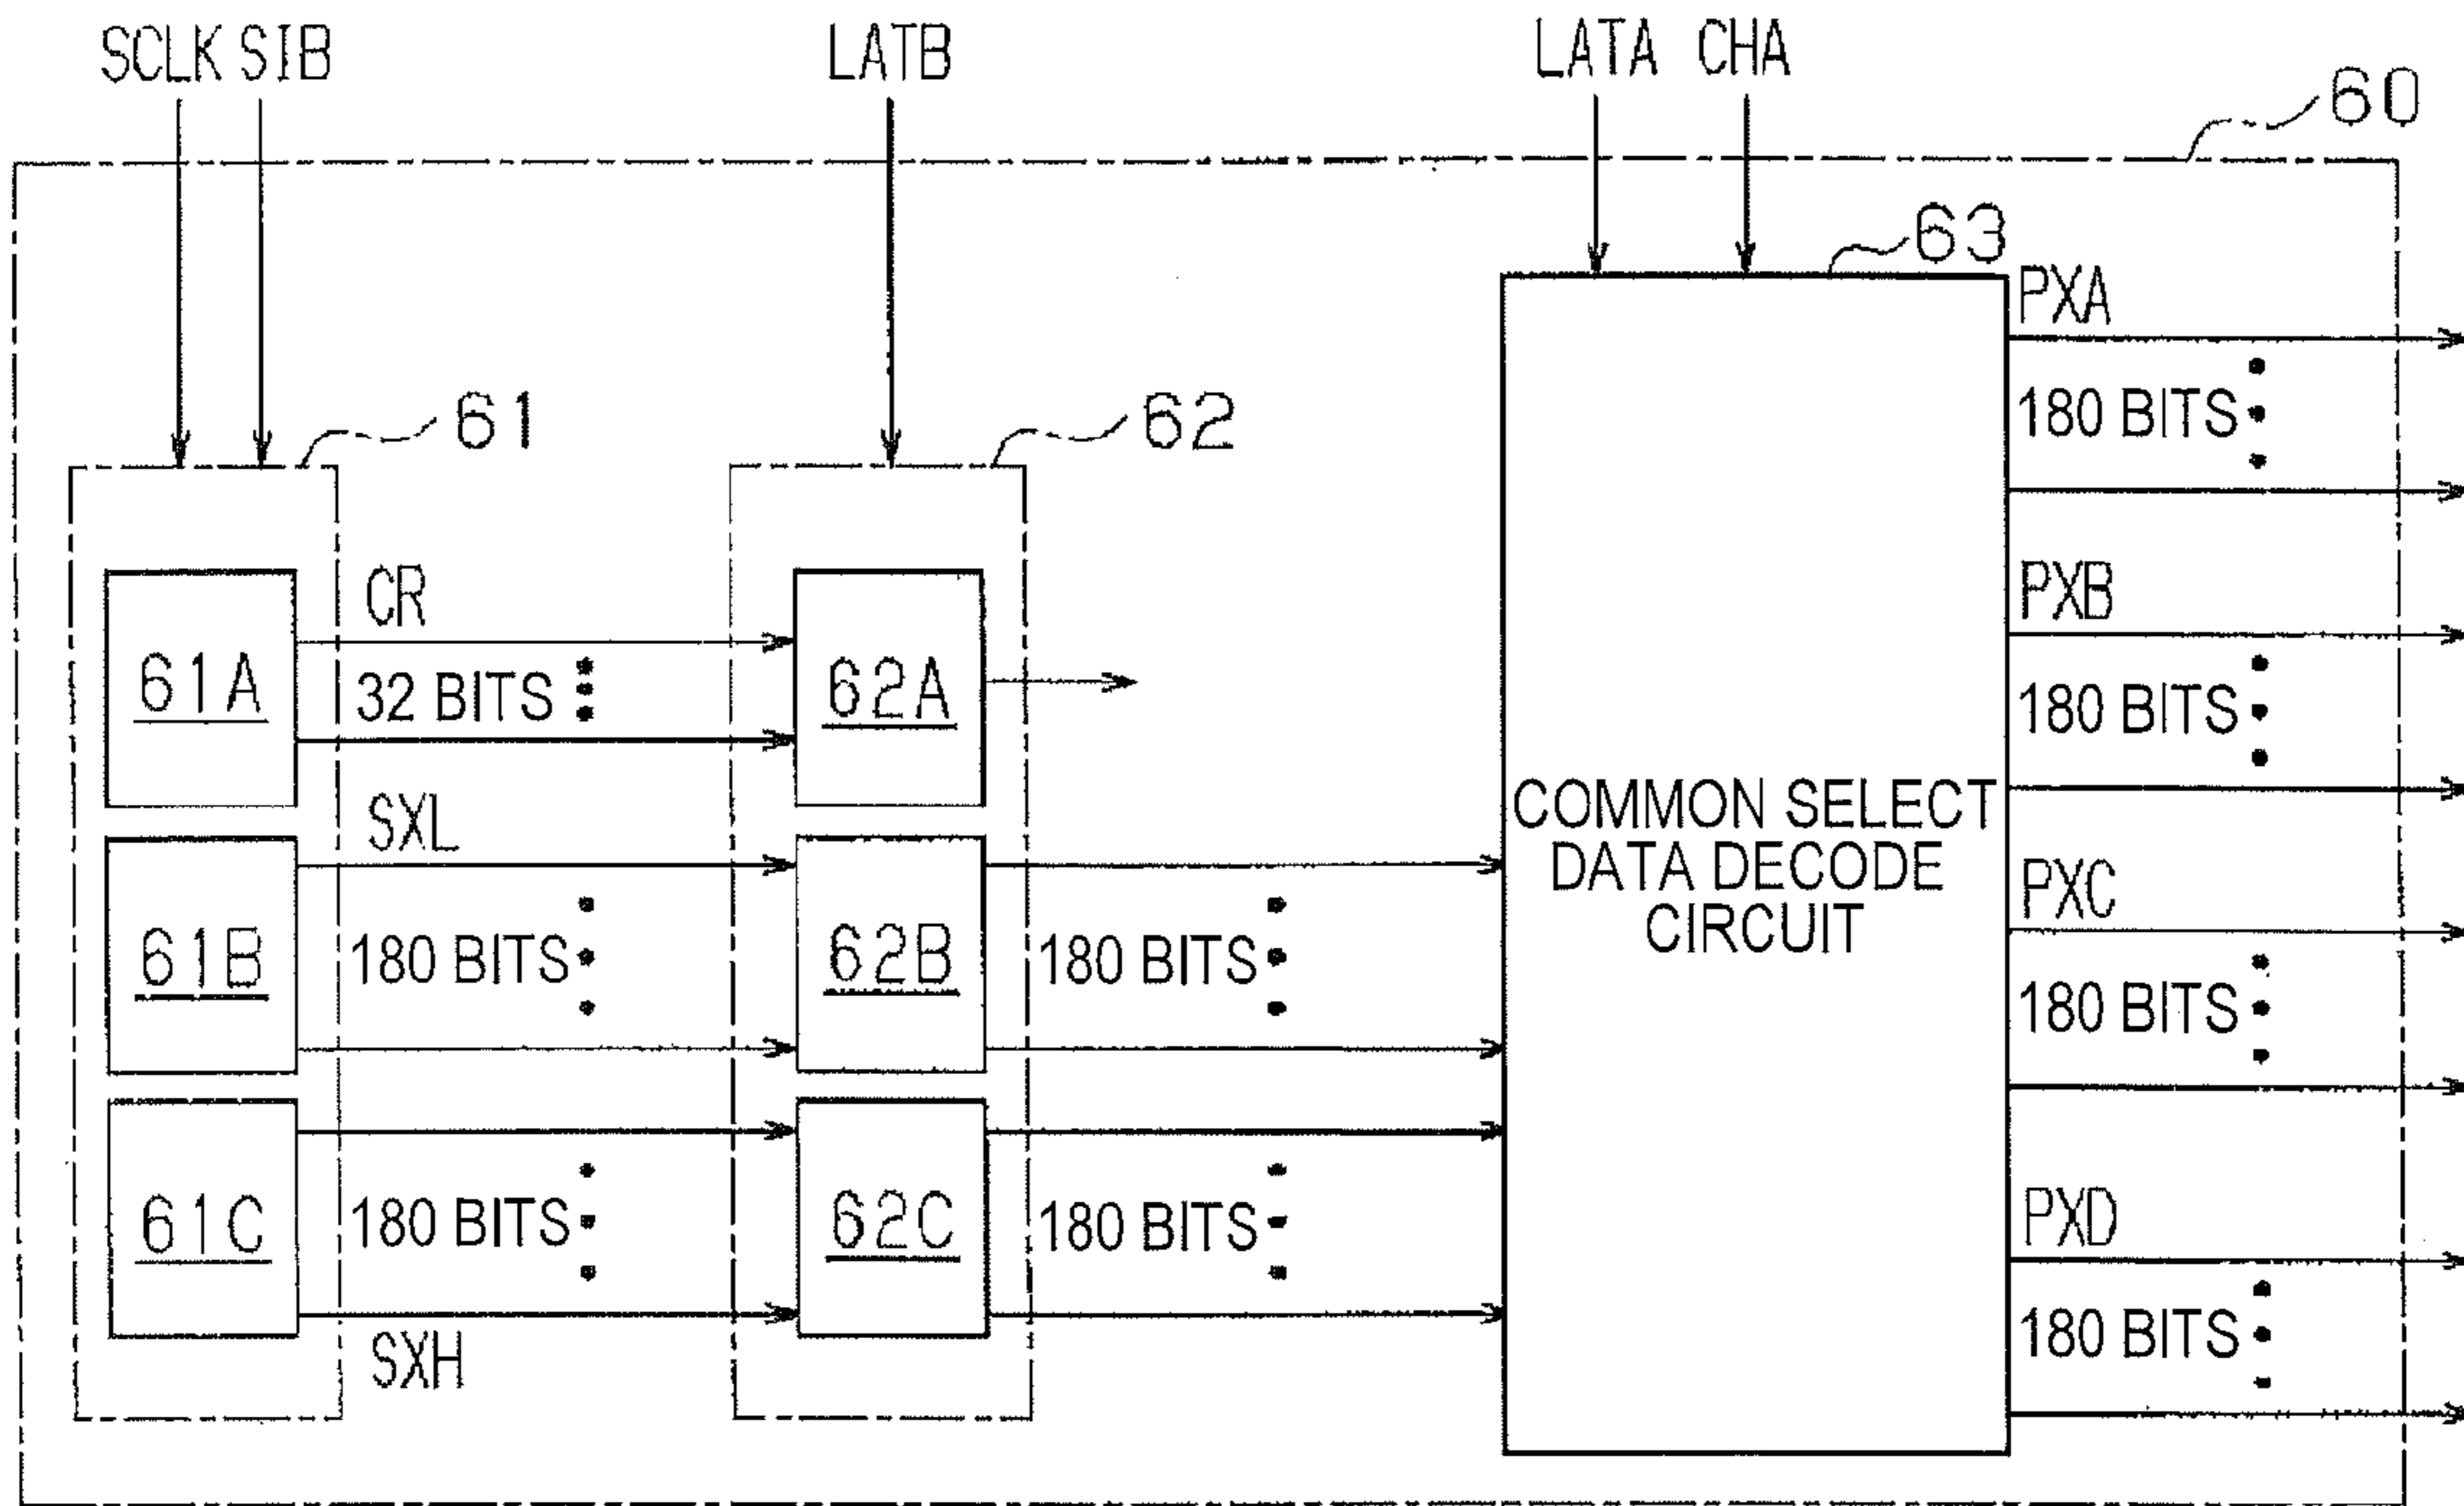 SCLK SIB LATB LATA CHA
60
63
61
62
PXA
180 BITS
PXB
180 BITS
PXC
180 BITS
PXD
180 BITS
61A
CR
32 BITS
62A
SXL
61B
180 BITS
62B
180 BITS
61C
180 BITS
62C
180 BITS
SXH
COMMON SELECT
DATA DECODE
CIRCUIT